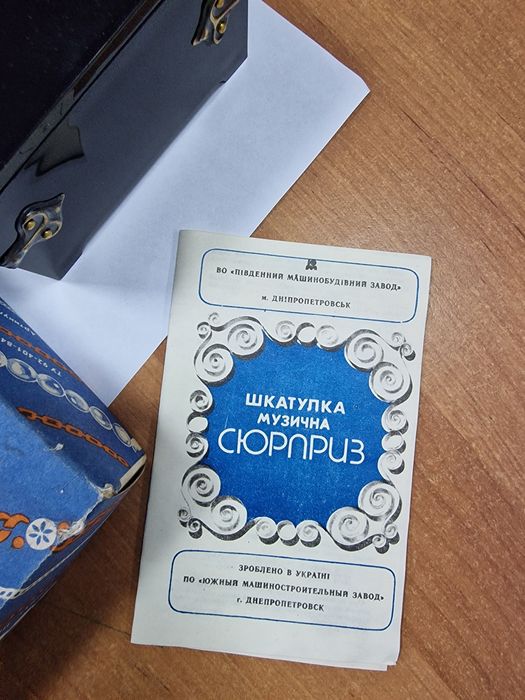 ВО «ПІВДЕННИЙ МАШИНОБУДІВНИЙ ЗАВОД»
м. ДНІПРОПЕТРОВСЬК
ШКАТУЛКА
МУЗИЧНА
СЮРПРИЗ
ЗРОБЛЕНО В УКРАЇНІ
ПО «ЮЖНЫЙ МАШИНОСТРОИТЕЛЬНЫЙ ЗАВОД»
г. ДНЕПРОПЕТРОВСК